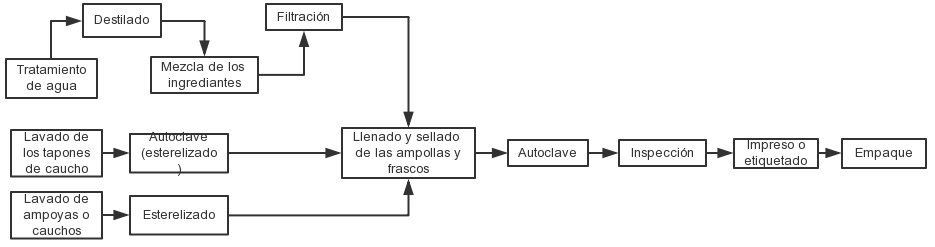 Destilado
Filtración
Tratamiento
de agua
Mezcla de los
ingrediantes
Lavado de
los tapones
de caucho
Autoclave
(esterelizado
)
Llenado y sellado
de las ampollas y
frascos
Autoclave
Inspección
Impreso o
etiquetado
Empaque
Lavado de
ampoyas o
cauchos
Esterelizado